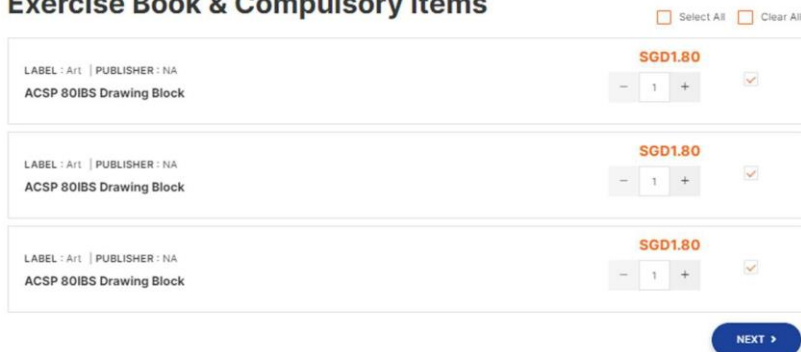 Exercise Book & Compulsory Items
Select All Clear All
SGD1.80
LABEL : Art | PUBLISHER : NA
ACSP 80IBS Drawing Block
− 1 +
SGD1.80
LABEL : Art | PUBLISHER : NA
ACSP 80IBS Drawing Block
− 1 +
SGD1.80
LABEL : Art | PUBLISHER : NA
ACSP 80IBS Drawing Block
− 1 +
NEXT >